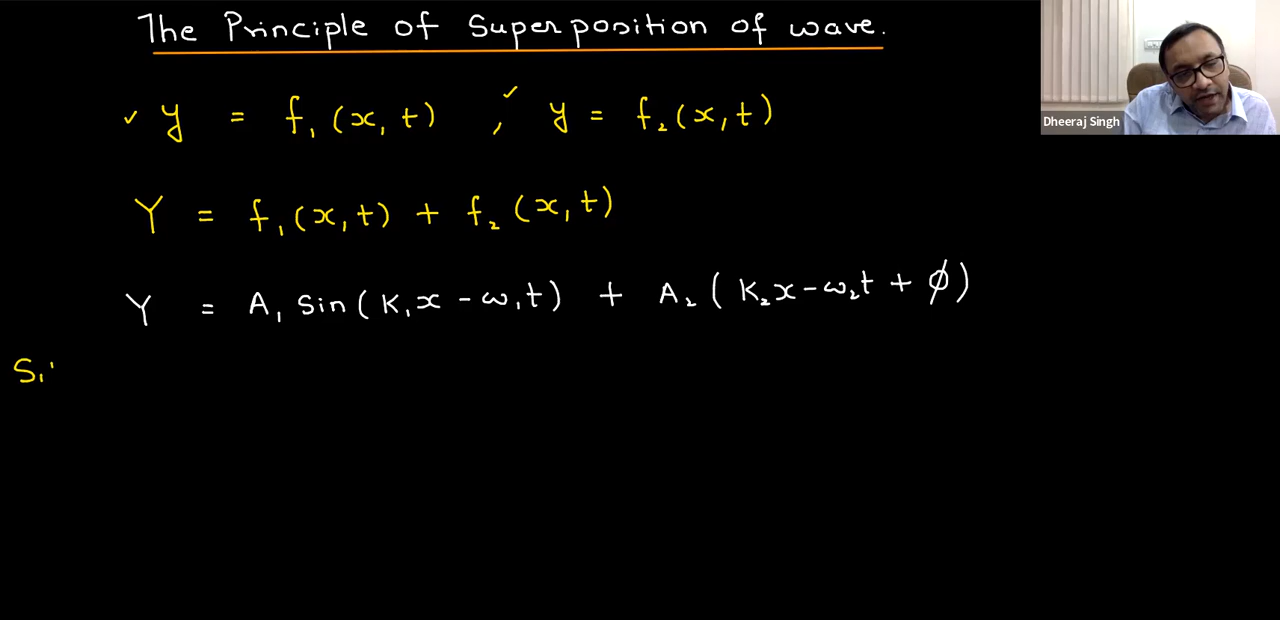 The Principle of Superposition of wave.
y = f₁(x,t) , y = f₂(x,t)
Dheeraj Singh
Y = f₁(x,t) + f₂(x,t)
Y = A₁ Sin(K₁x - ω₁t) + A₂(K₂x - ω₂t + ϕ)
Si